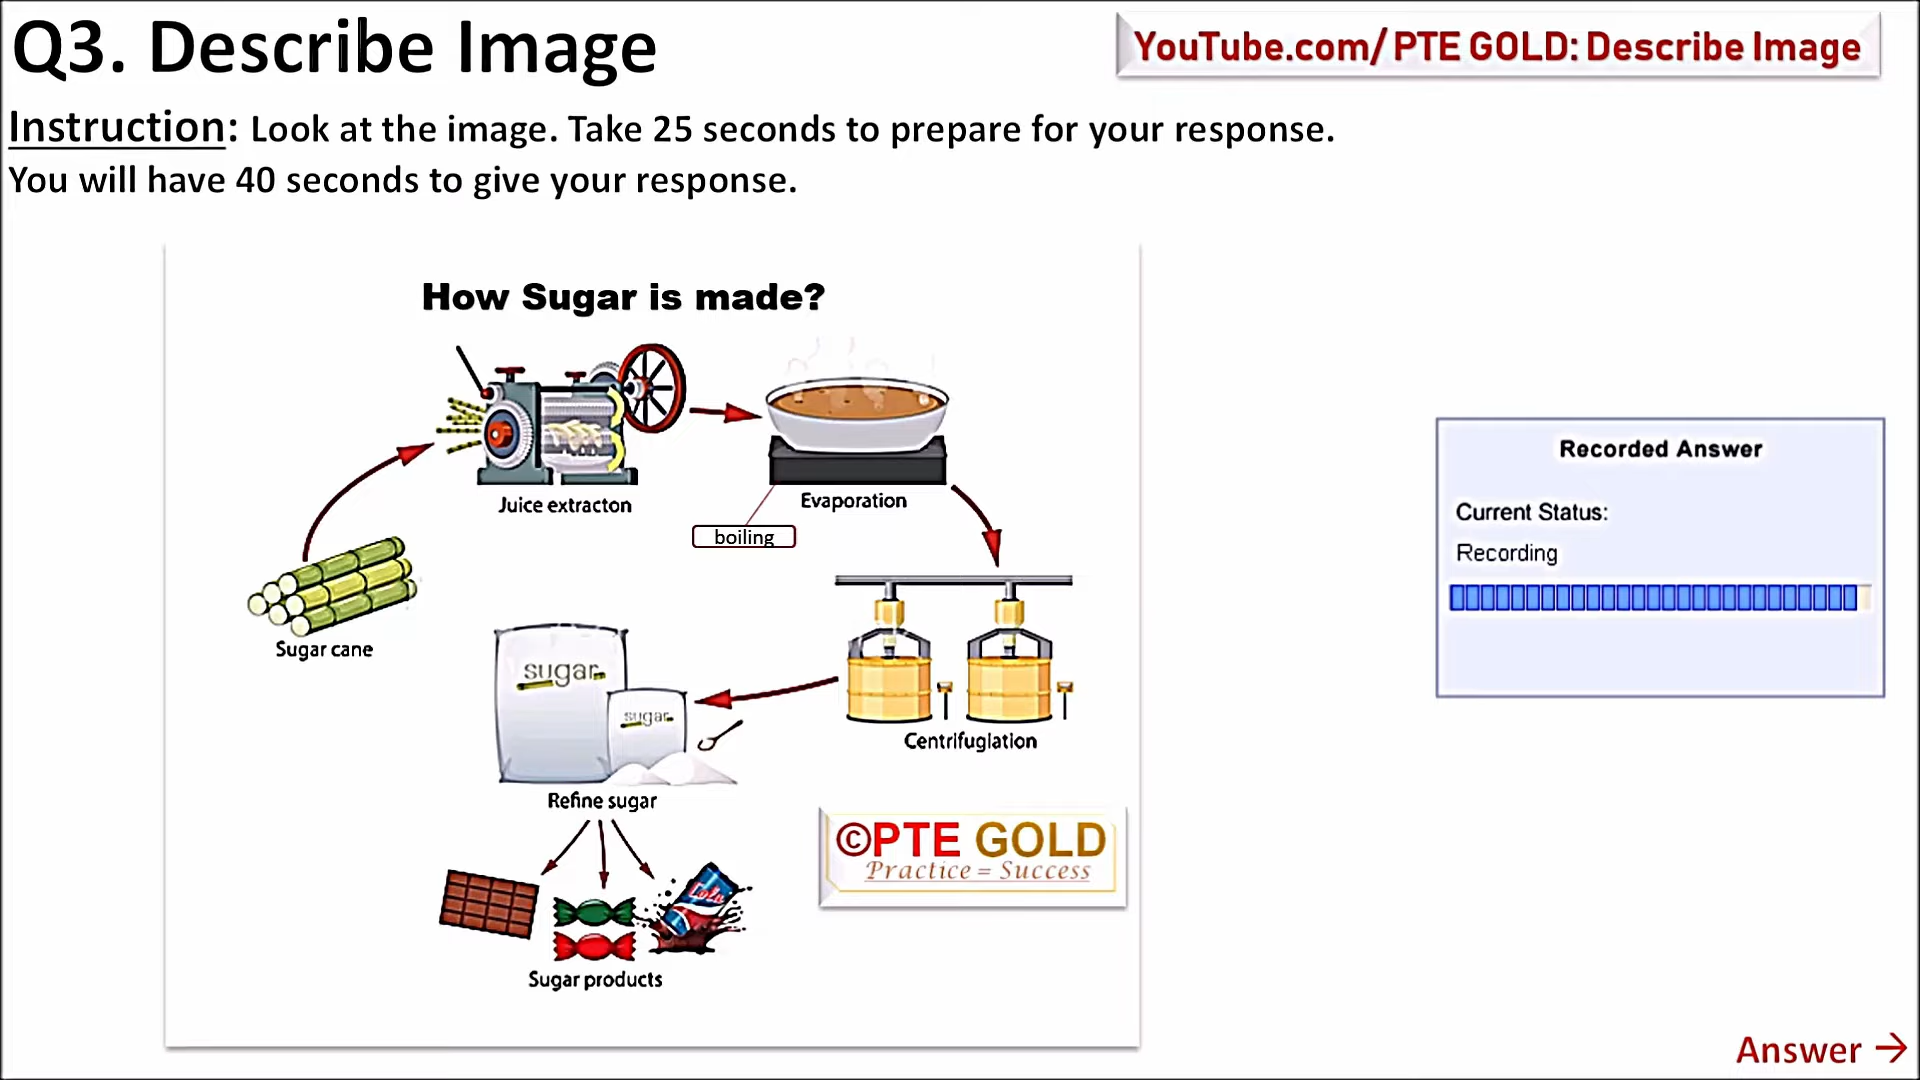 Q3. Describe Image
YouTube.com/ PTE GOLD: Describe Image
Instruction: Look at the image. Take 25 seconds to prepare for your response.
You will have 40 seconds to give your response.
How Sugar is made?
Juice extracton
Evaporation
boiling
Sugar cane
sugar
sugar
Centrifugiation
Refine sugar
Cola
Sugar products
©PTE GOLD
Practice = Success
Recorded Answer
Current Status:
Recording
Answer →